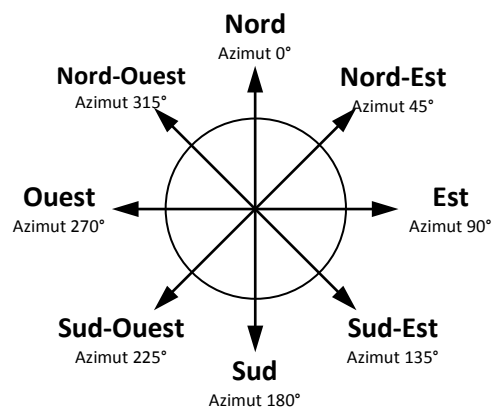 Nord
Azimut 0°
Nord-Ouest
Azimut 315°
Nord-Est
Azimut 45°
Ouest
Azimut 270°
Est
Azimut 90°
Sud-Ouest
Azimut 225°
Sud-Est
Azimut 135°
Sud
Azimut 180°